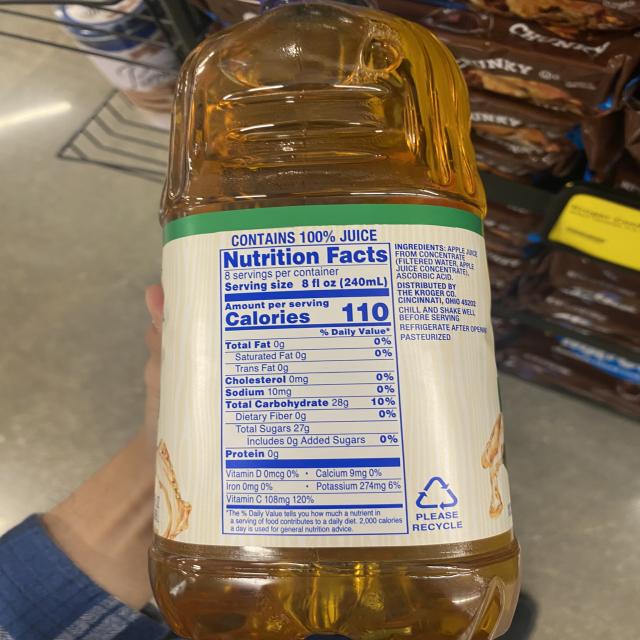 CHUNKY
CONTAINS 100% JUICE
Nutrition Facts
8 servings per container
Serving size 8 fl oz (240mL)
Amount per serving
Calories 110
% Daily Value*
Total Fat 0g 0%
Saturated Fat 0g 0%
Trans Fat 0g
Cholesterol 0mg 0%
Sodium 10mg 0%
Total Carbohydrate 28g 10%
Dietary Fiber 0g 0%
Total Sugars 27g
Includes 0g Added Sugars 0%
Protein 0g
Vitamin D 0mcg 0% • Calcium 9mg 0%
Iron 0mg 0% • Potassium 274mg 6%
Vitamin C 108mg 120%
*The % Daily Value tells you how much a nutrient in
a serving of food contributes to a daily diet. 2,000 calories
a day is used for general nutrition advice.
INGREDIENTS: APPLE JUICE
FROM CONCENTRATE
(FILTERED WATER, APPLE
JUICE CONCENTRATE),
ASCORBIC ACID.
DISTRIBUTED BY
THE KROGER CO.
CINCINNATI, OHIO 45202
CHILL AND SHAKE WELL
BEFORE SERVING
REFRIGERATE AFTER OPENING
PASTEURIZED
PLEASE
RECYCLE